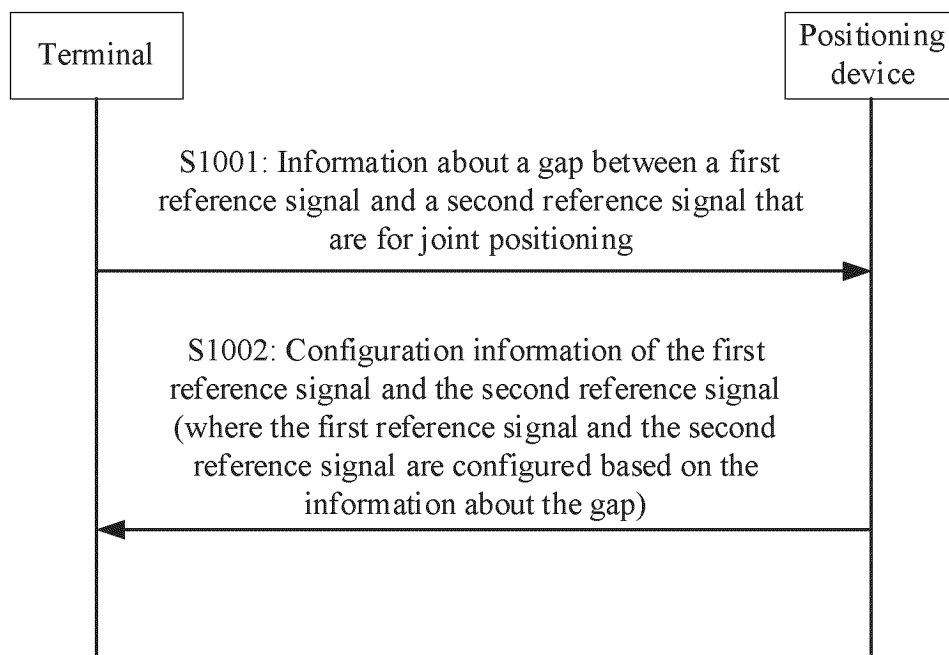 Terminal
Positioning
device
S1001: Information about a gap between a first
reference signal and a second reference signal that
are for joint positioning
S1002: Configuration information of the first
reference signal and the second reference signal
(where the first reference signal and the second
reference signal are configured based on the
information about the gap)